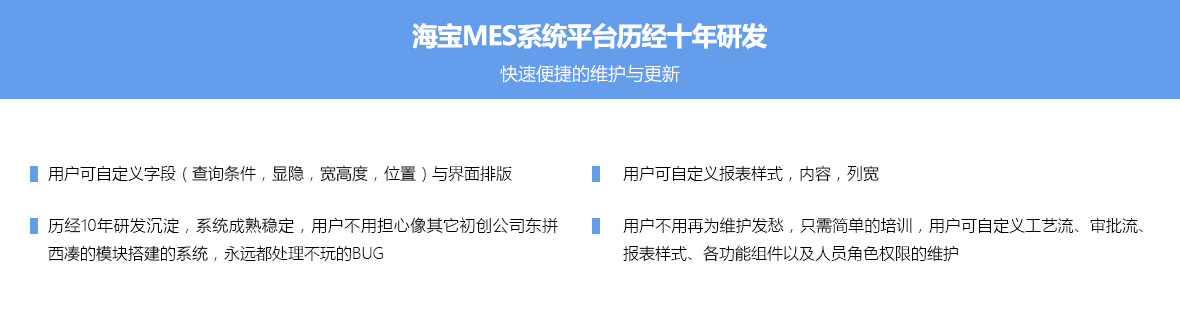 海宝MES系统平台历经十年研发
快速便捷的维护与更新
用户可自定义字段（查询条件，显隐，宽高度，位置）与界面排版
历经10年研发沉淀，系统成熟稳定，用户不用担心像其它初创公司东拼
西凑的模块搭建的系统，永远都处理不玩的BUG
用户可自定义报表样式，内容，列宽
用户不用再为维护发愁，只需简单的培训，用户可自定义工艺流、审批流、
报表样式、各功能组件以及人员角色权限的维护